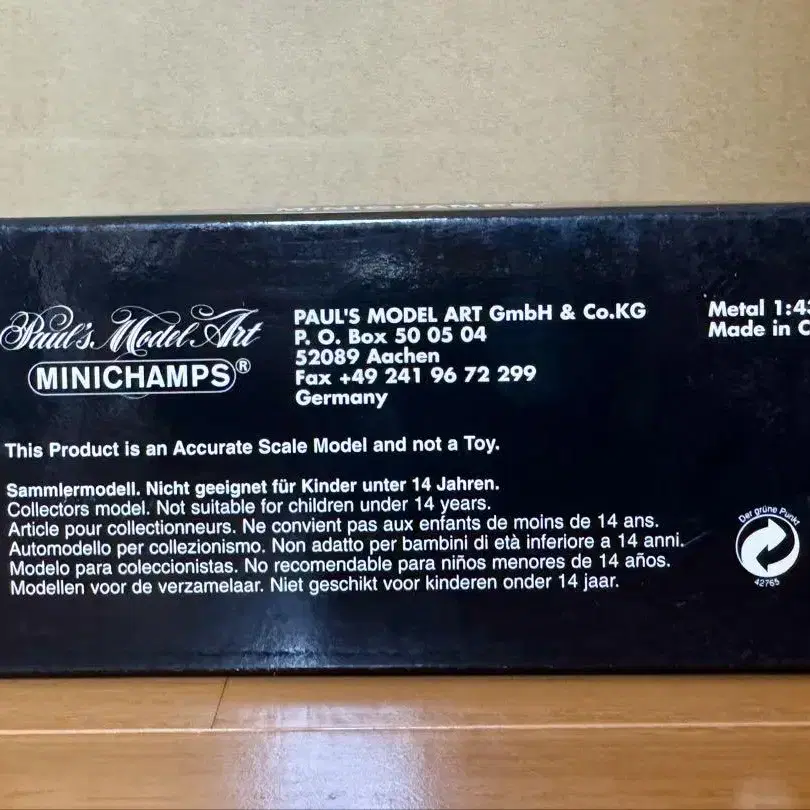 Paul's Model Art
MINICHAMPS®
PAUL'S MODEL ART GmbH & Co.KG
P. O. Box 50 05 04
52089 Aachen
Fax +49 241 96 72 299
Germany
Metal 1:43
Made in
This Product is an Accurate Scale Model and not a Toy.
Sammlermodell. Nicht geeignet für Kinder unter 14 Jahren.
Collectors model. Not suitable for children under 14 years.
Article pour collectionneurs. Ne convient pas aux enfants de moins de 14 ans.
Automodello per collezionismo. Non adatto per bambini di età inferiore a 14 anni.
Modelo para coleccionistas. No recomendable para niños menores de 14 años.
Modellen voor de verzamelaar. Niet geschikt voor kinderen onder 14 jaar.
Der grüne Punkt
42765